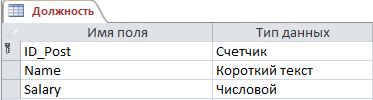 Должность
Имя поля Тип данных
ID_Post Счетчик
Name Короткий текст
Salary Числовой